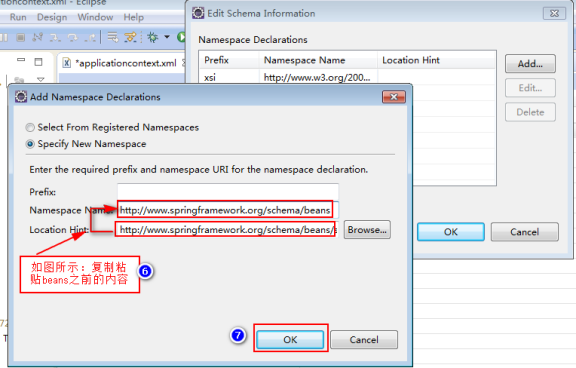 ationcontext.xml - Eclipse
Run Design Window Help
*applicationcontext.xml
Edit Schema Information
Namespace Declarations
Prefix Namespace Name Location Hint
xsi http://www.w3.org/200...
Add...
Edit...
Delete
OK Cancel
Add Namespace Declarations
Select From Registered Namespaces
Specify New Namespace
Enter the required prefix and namespace URI for the namespace declaration.
Prefix:
Namespace Name: http://www.springframework.org/schema/beans
Location Hint: http://www.springframework.org/schema/beans/s
Browse...
如图所示：复制粘
贴beans之前的内容
6
7
OK Cancel
72
T